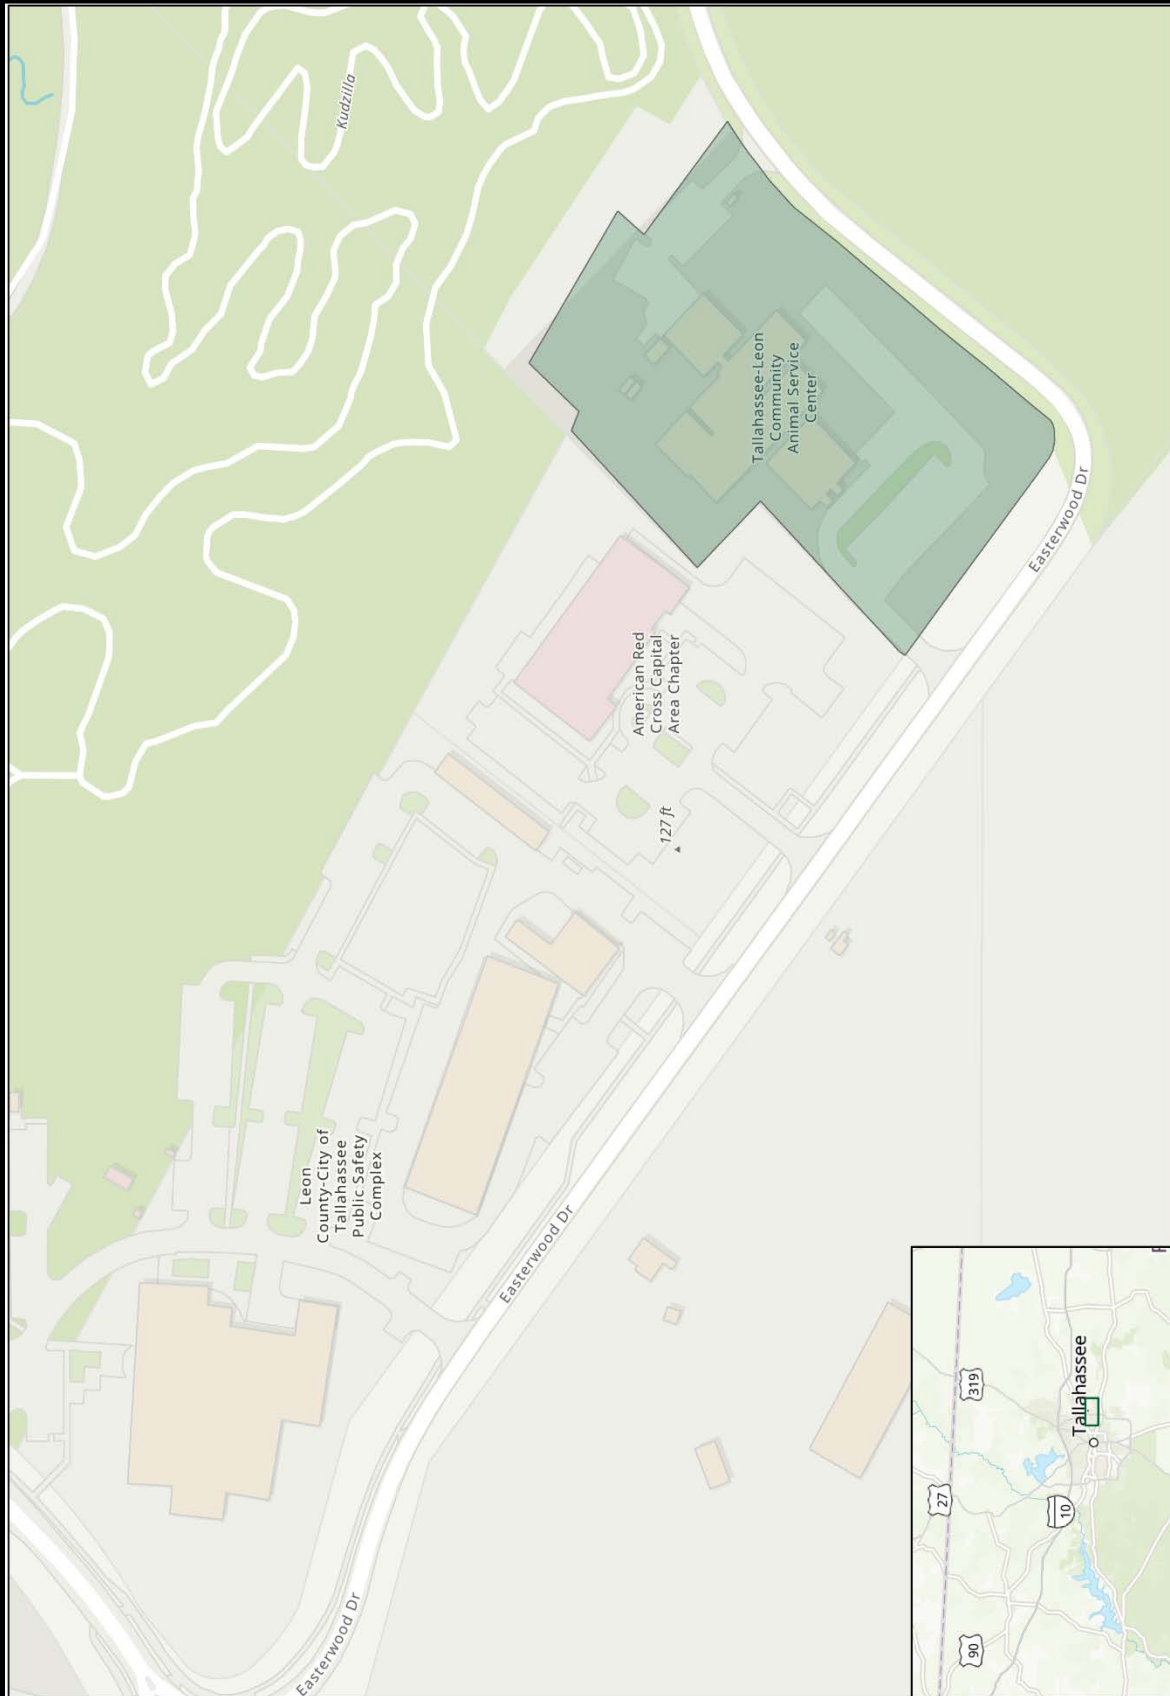 Kudzilla
Tallahassee-Leon
Community
Animal Service
Center
Easterwood Dr
American Red
Cross Capital
Area Chapter
127 ft
Leon
County-City of
Tallahassee
Public Safety
Complex
Easterwood Dr
Easterwood Dr
319
Tallahassee
27
10
90